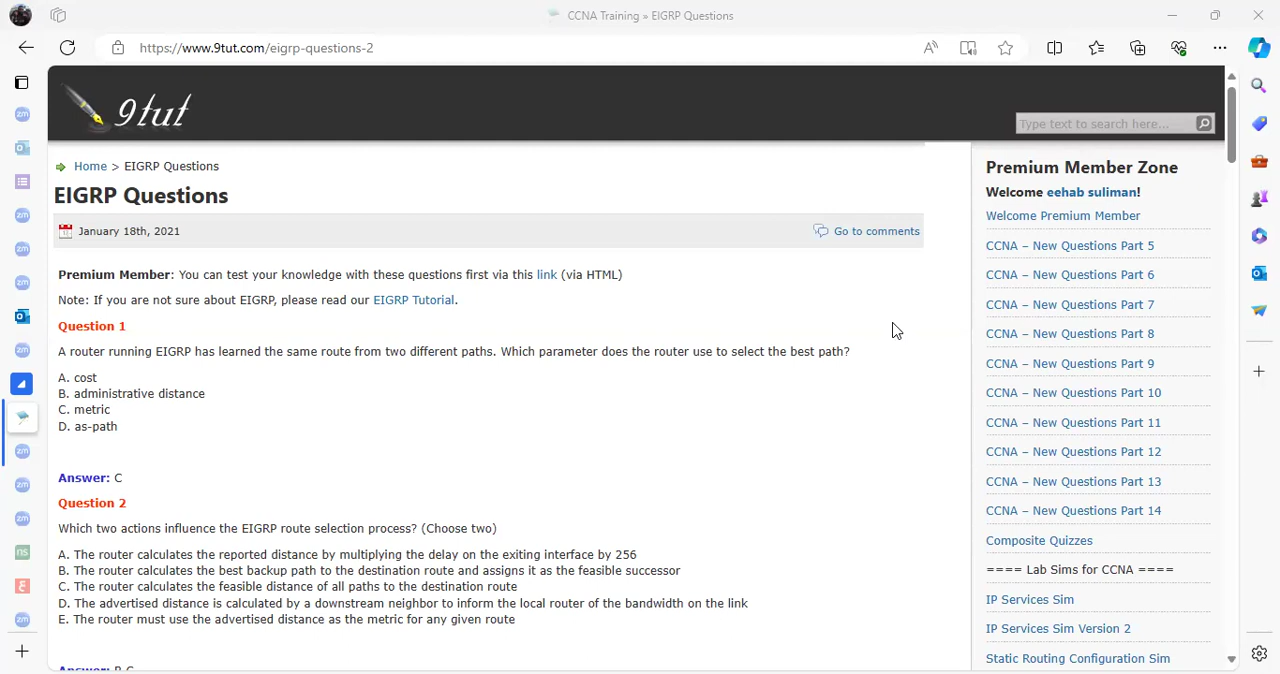 CCNA Training » EIGRP Questions
https://www.9tut.com/eigrp-questions-2
9tut
Type text to search here...
Home > EIGRP Questions
EIGRP Questions
January 18th, 2021
Go to comments
Premium Member: You can test your knowledge with these questions first via this link (via HTML)
Note: If you are not sure about EIGRP, please read our EIGRP Tutorial.
Question 1
A router running EIGRP has learned the same route from two different paths. Which parameter does the router use to select the best path?
A. cost
B. administrative distance
C. metric
D. as-path
Answer: C
Question 2
Which two actions influence the EIGRP route selection process? (Choose two)
A. The router calculates the reported distance by multiplying the delay on the exiting interface by 256
B. The router calculates the best backup path to the destination route and assigns it as the feasible successor
C. The router calculates the feasible distance of all paths to the destination route
D. The advertised distance is calculated by a downstream neighbor to inform the local router of the bandwidth on the link
E. The router must use the advertised distance as the metric for any given route
Answer: B C
Premium Member Zone
Welcome eehab suliman!
Welcome Premium Member
CCNA – New Questions Part 5
CCNA – New Questions Part 6
CCNA – New Questions Part 7
CCNA – New Questions Part 8
CCNA – New Questions Part 9
CCNA – New Questions Part 10
CCNA – New Questions Part 11
CCNA – New Questions Part 12
CCNA – New Questions Part 13
CCNA – New Questions Part 14
Composite Quizzes
==== Lab Sims for CCNA ====
IP Services Sim
IP Services Sim Version 2
Static Routing Configuration Sim